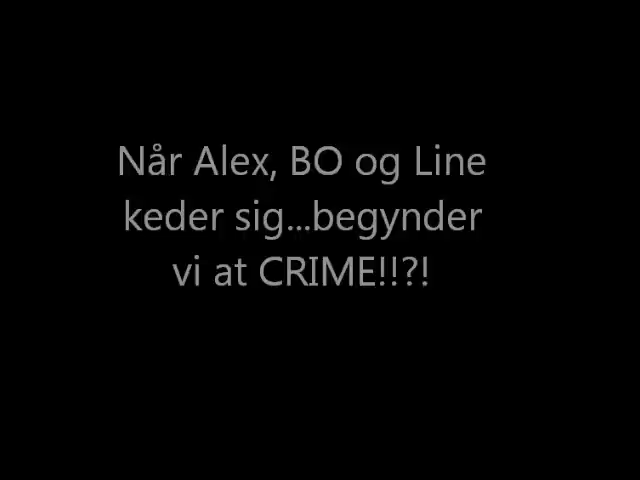 Når Alex, BO og Line
keder sig...begynder
vi at CRIME!!?!